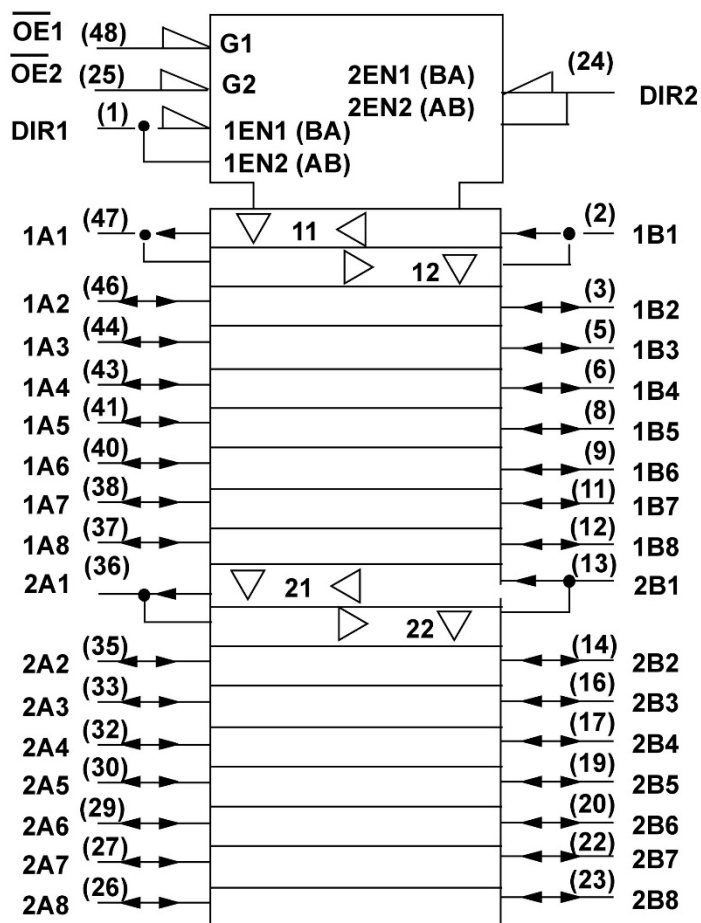 OE1 (48) G1
OE2 (25) G2 2EN1 (BA) (24) DIR2
2EN2 (AB)
DIR1 (1) 1EN1 (BA)
1EN2 (AB)
1A1 (47) 11 (2) 1B1
12
1A2 (46) (3) 1B2
1A3 (44) (5) 1B3
1A4 (43) (6) 1B4
1A5 (41) (8) 1B5
1A6 (40) (9) 1B6
1A7 (38) (11) 1B7
1A8 (37) (12) 1B8
2A1 (36) 21 (13) 2B1
22
2A2 (35) (14) 2B2
2A3 (33) (16) 2B3
2A4 (32) (17) 2B4
2A5 (30) (19) 2B5
2A6 (29) (20) 2B6
2A7 (27) (22) 2B7
2A8 (26) (23) 2B8